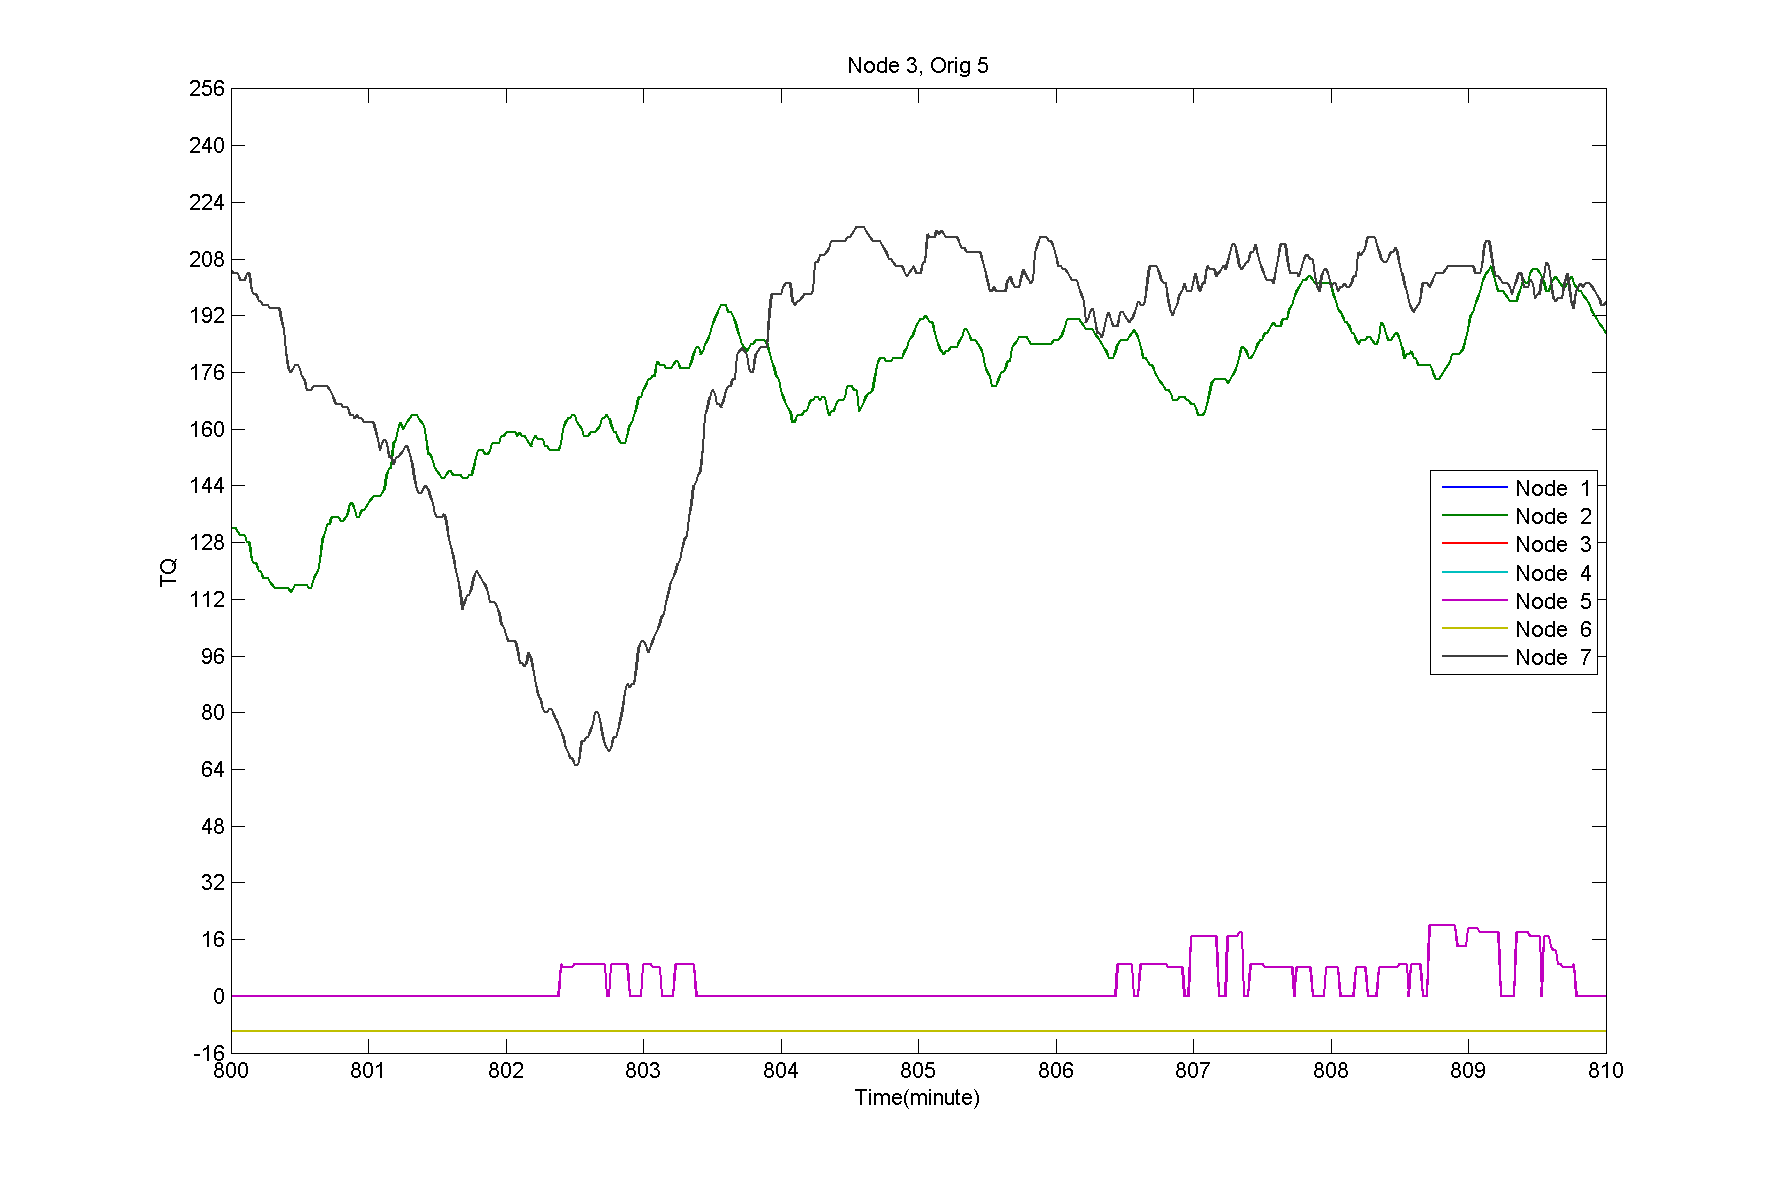 Node 3, Orig 5
256
240
224
208
192
176
160
144
128
112
96
80
64
48
32
16
0
-16
TQ
Node 1
Node 2
Node 3
Node 4
Node 5
Node 6
Node 7
800 801 802 803 804 805 806 807 808 809 810
Time(minute)